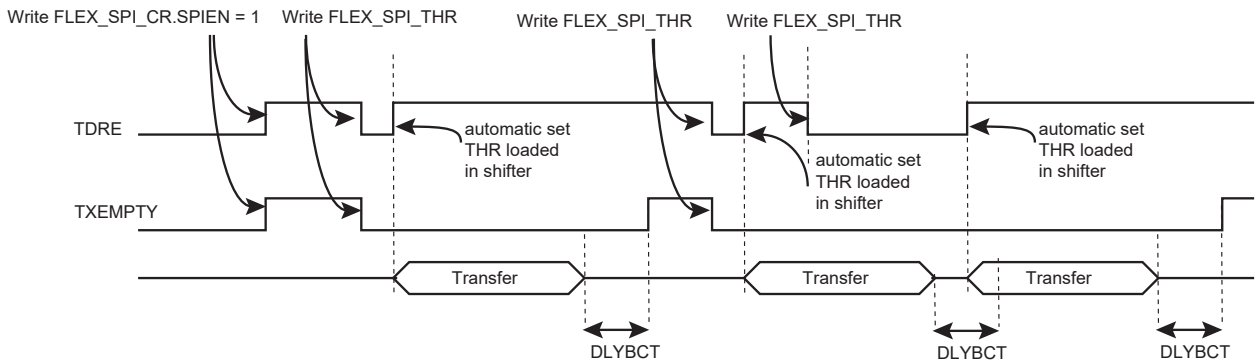 Write FLEX_SPI_CR.SPIEN = 1
Write FLEX_SPI_THR
Write FLEX_SPI_THR
Write FLEX_SPI_THR
TDRE
automatic set
THR loaded
in shifter
automatic set
THR loaded
in shifter
automatic set
THR loaded
in shifter
TXEMPTY
Transfer
Transfer
Transfer
DLYBCT
DLYBCT
DLYBCT